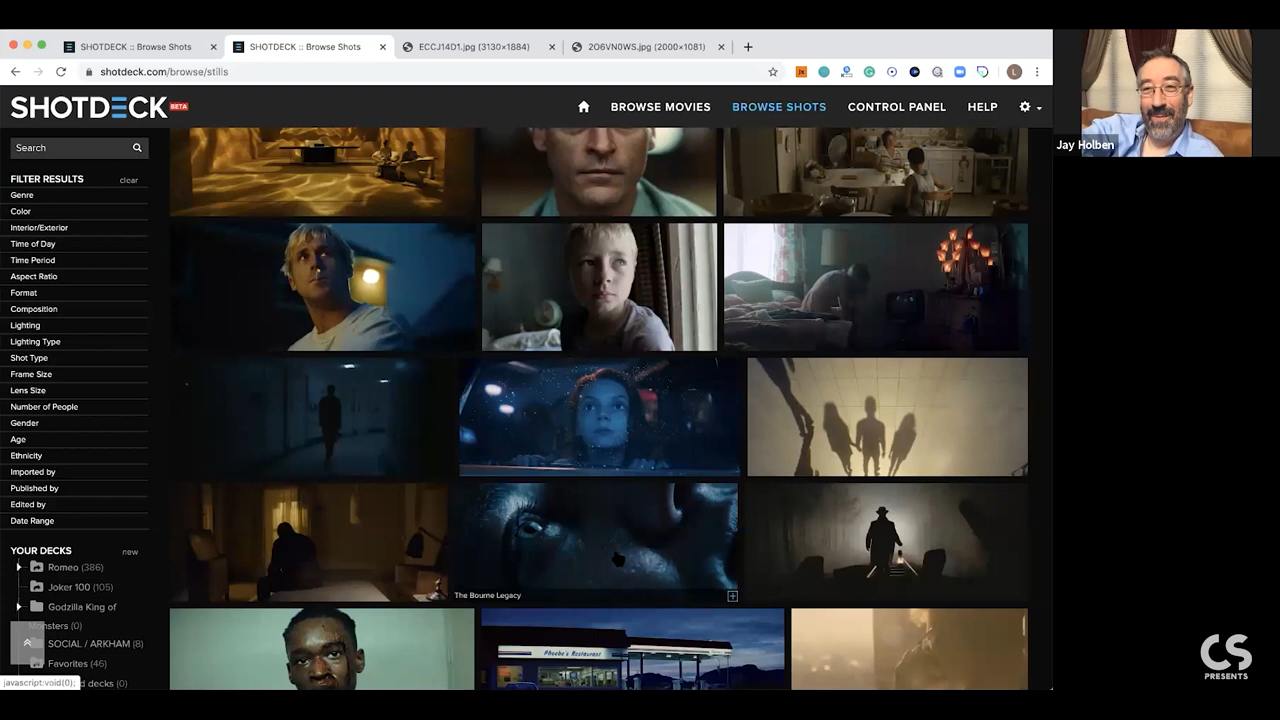 SHOTDECK :: Browse Shots
SHOTDECK :: Browse Shots
ECCJ14D1.jpg (3130×1884)
2O6VN0WS.jpg (2000×1081)
shotdeck.com/browse/stills
L
SHOTDECK BETA
BROWSE MOVIES
BROWSE SHOTS
CONTROL PANEL
HELP
Jay Holben
Search
FILTER RESULTS clear
Genre
Color
Interior/Exterior
Time of Day
Time Period
Aspect Ratio
Format
Composition
Lighting
Lighting Type
Shot Type
Frame Size
Lens Size
Number of People
Gender
Age
Ethnicity
Imported by
Published by
Edited by
Date Range
YOUR DECKS new
Romeo (386)
Joker 100 (105)
Godzilla King of
Monsters (0)
SOCIAL / ARKHAM (8)
Favorites (46)
decks (0)
javascript:void(0);
The Bourne Legacy
Phoebe's Restaurant
CS
PRESENTS